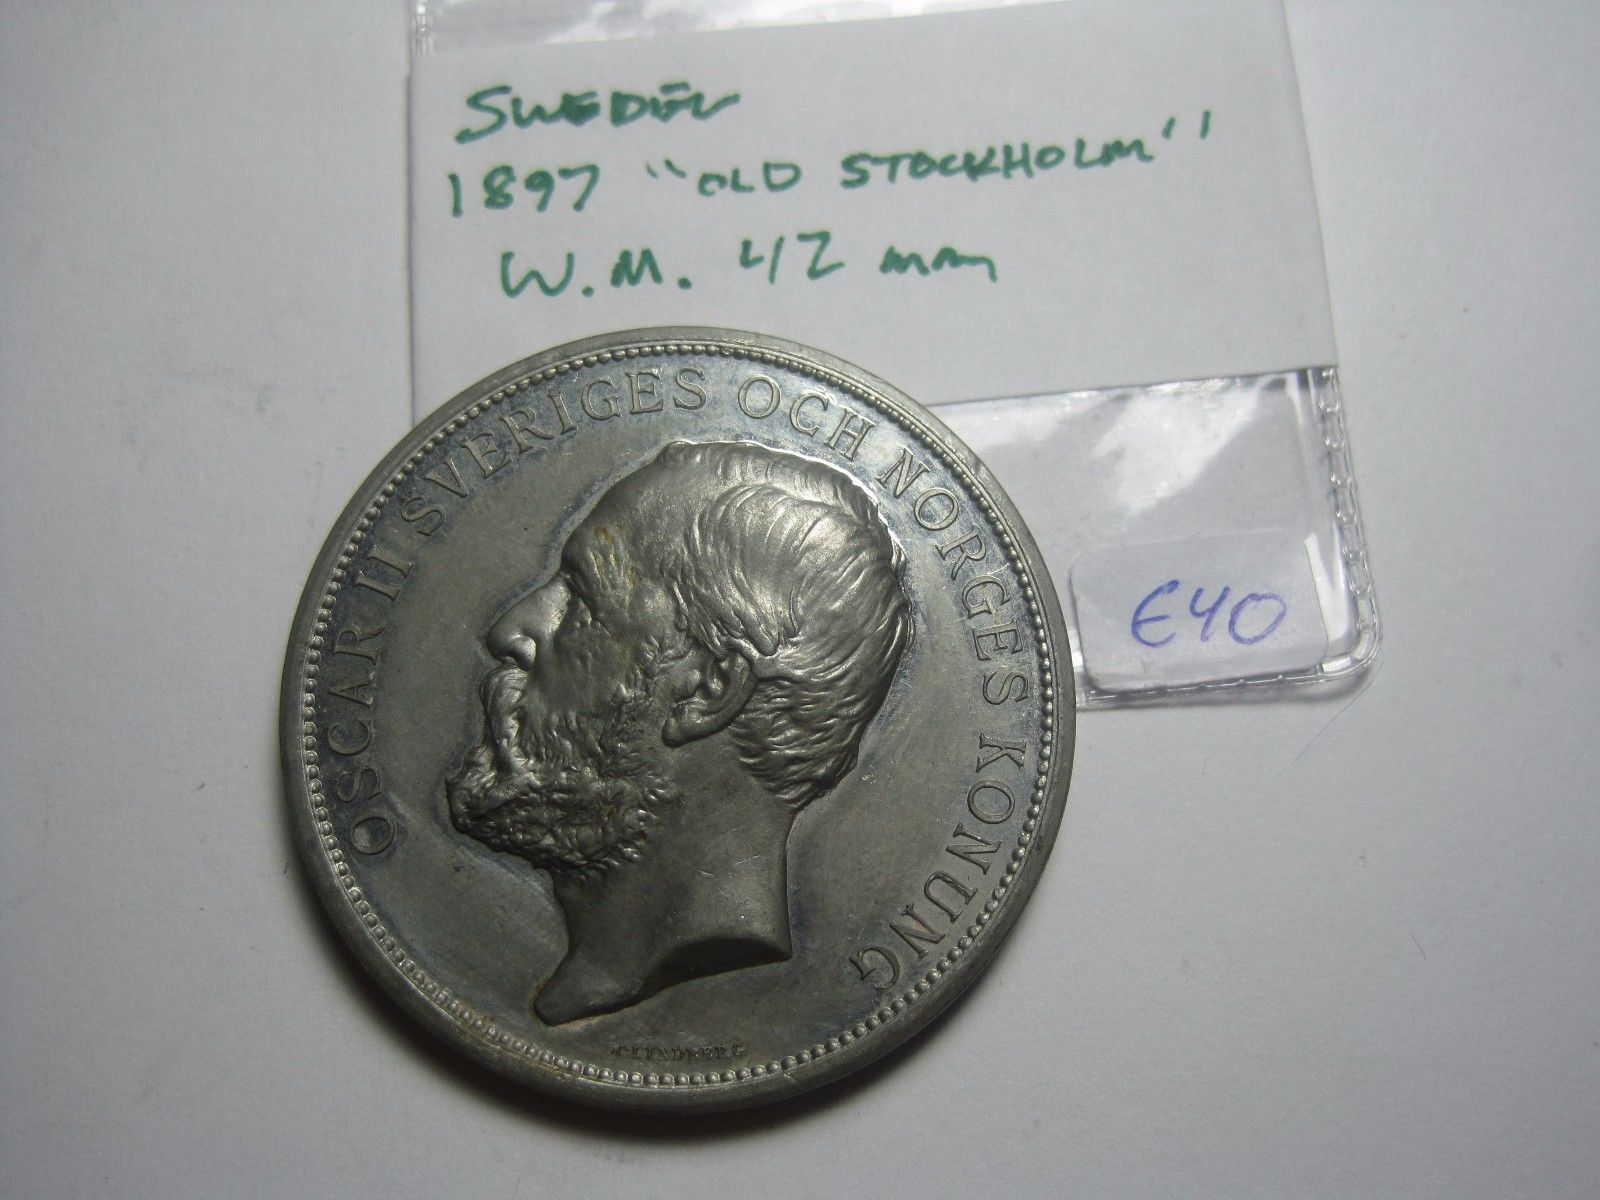 SWEDEN
1897 "OLD STOCKHOLM"
W.M. 42 mm
€40
OSCAR II SVERIGES OCH NORGES KONUNG
A. LINDBERG